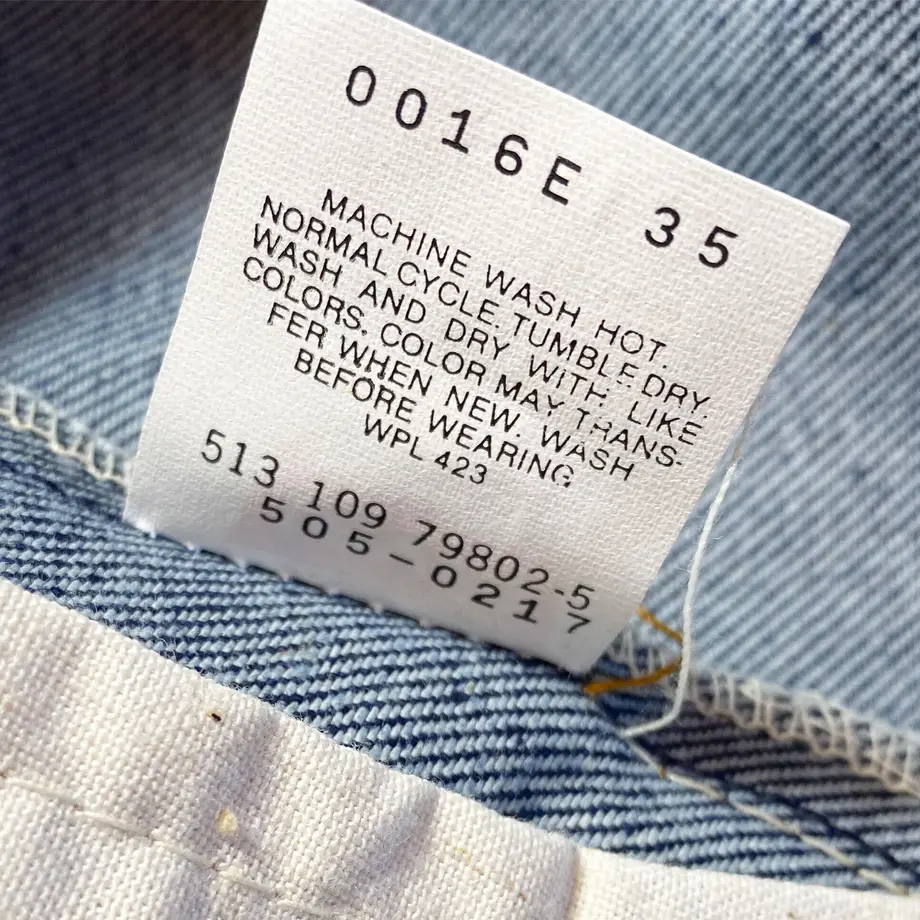 0016E 35
MACHINE WASH HOT.
NORMAL CYCLE. TUMBLE DRY.
WASH AND DRY WITH LIKE
COLORS. COLOR MAY TRANS-
FER WHEN NEW. WASH
BEFORE WEARING
WPL 423
513 109 79802-5
505-0217